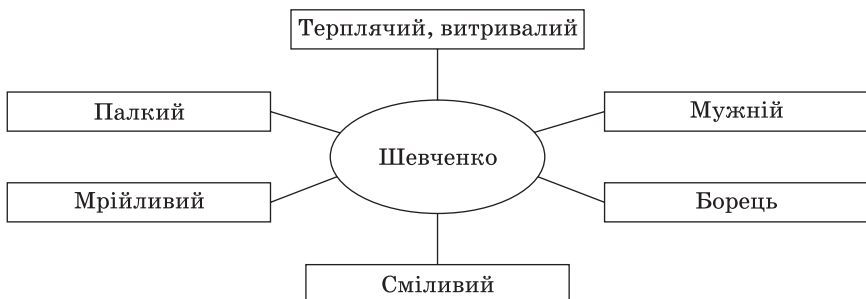 Терплячий, витривалий
Палкий
Мужній
Шевченко
Мрійливий
Борець
Сміливий